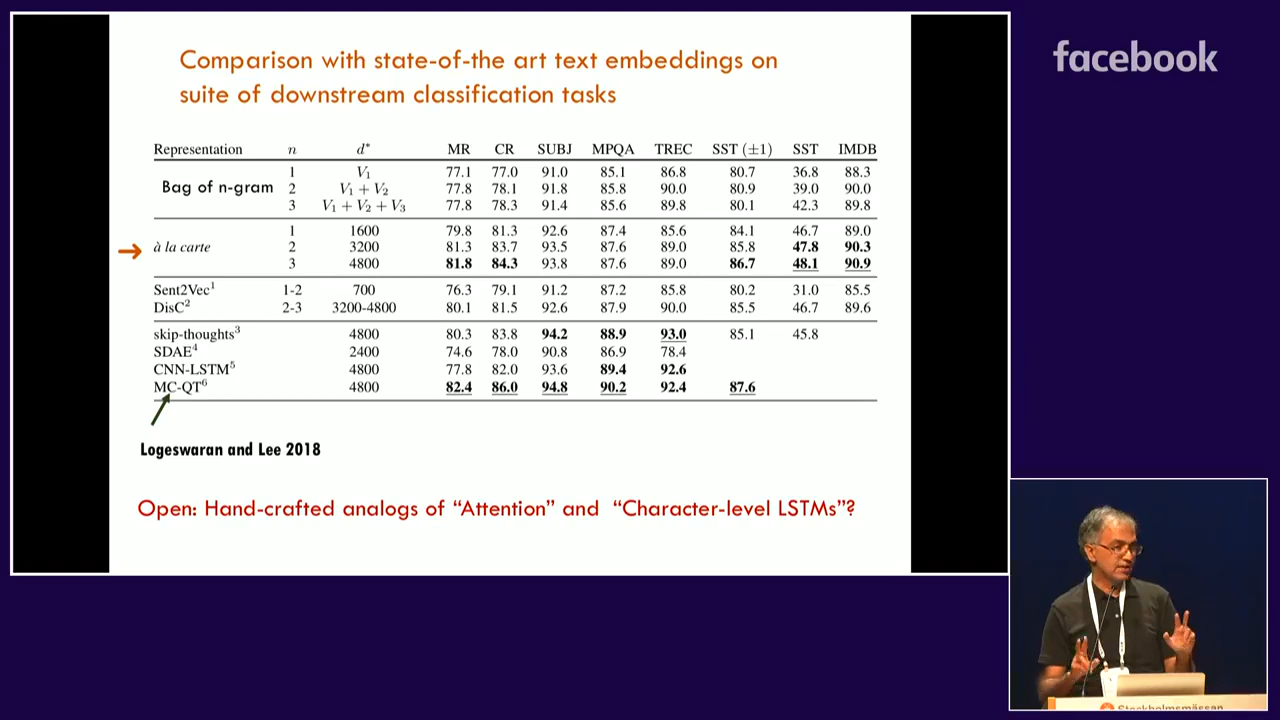 facebook
Comparison with state-of-the art text embeddings on
suite of downstream classification tasks
Representation n d* MR CR SUBJ MPQA TREC SST (±1) SST IMDB
1 V₁ 77.1 77.0 91.0 85.1 86.8 80.7 36.8 88.3
Bag of n-gram 2 V₁ + V₂ 77.8 78.1 91.8 85.8 90.0 80.9 39.0 90.0
3 V₁ + V₂ + V₃ 77.8 78.3 91.4 85.6 89.8 80.1 42.3 89.8
1 1600 79.8 81.3 92.6 87.4 85.6 84.1 46.7 89.0
à la carte 2 3200 81.3 83.7 93.5 87.6 89.0 85.8 47.8 90.3
3 4800 81.8 84.3 93.8 87.6 89.0 86.7 48.1 90.9
Sent2Vec¹ 1-2 700 76.3 79.1 91.2 87.2 85.8 80.2 31.0 85.5
DisC² 2-3 3200-4800 80.1 81.5 92.6 87.9 90.0 85.5 46.7 89.6
skip-thoughts³ 4800 80.3 83.8 94.2 88.9 93.0 85.1 45.8
SDAE⁴ 2400 74.6 78.0 90.8 86.9 78.4
CNN-LSTM⁵ 4800 77.8 82.0 93.6 89.4 92.6
MC-QT⁶ 4800 82.4 86.0 94.8 90.2 92.4 87.6
Logeswaran and Lee 2018
Open: Hand-crafted analogs of “Attention” and “Character-level LSTMs”?
Stockholmsmässan